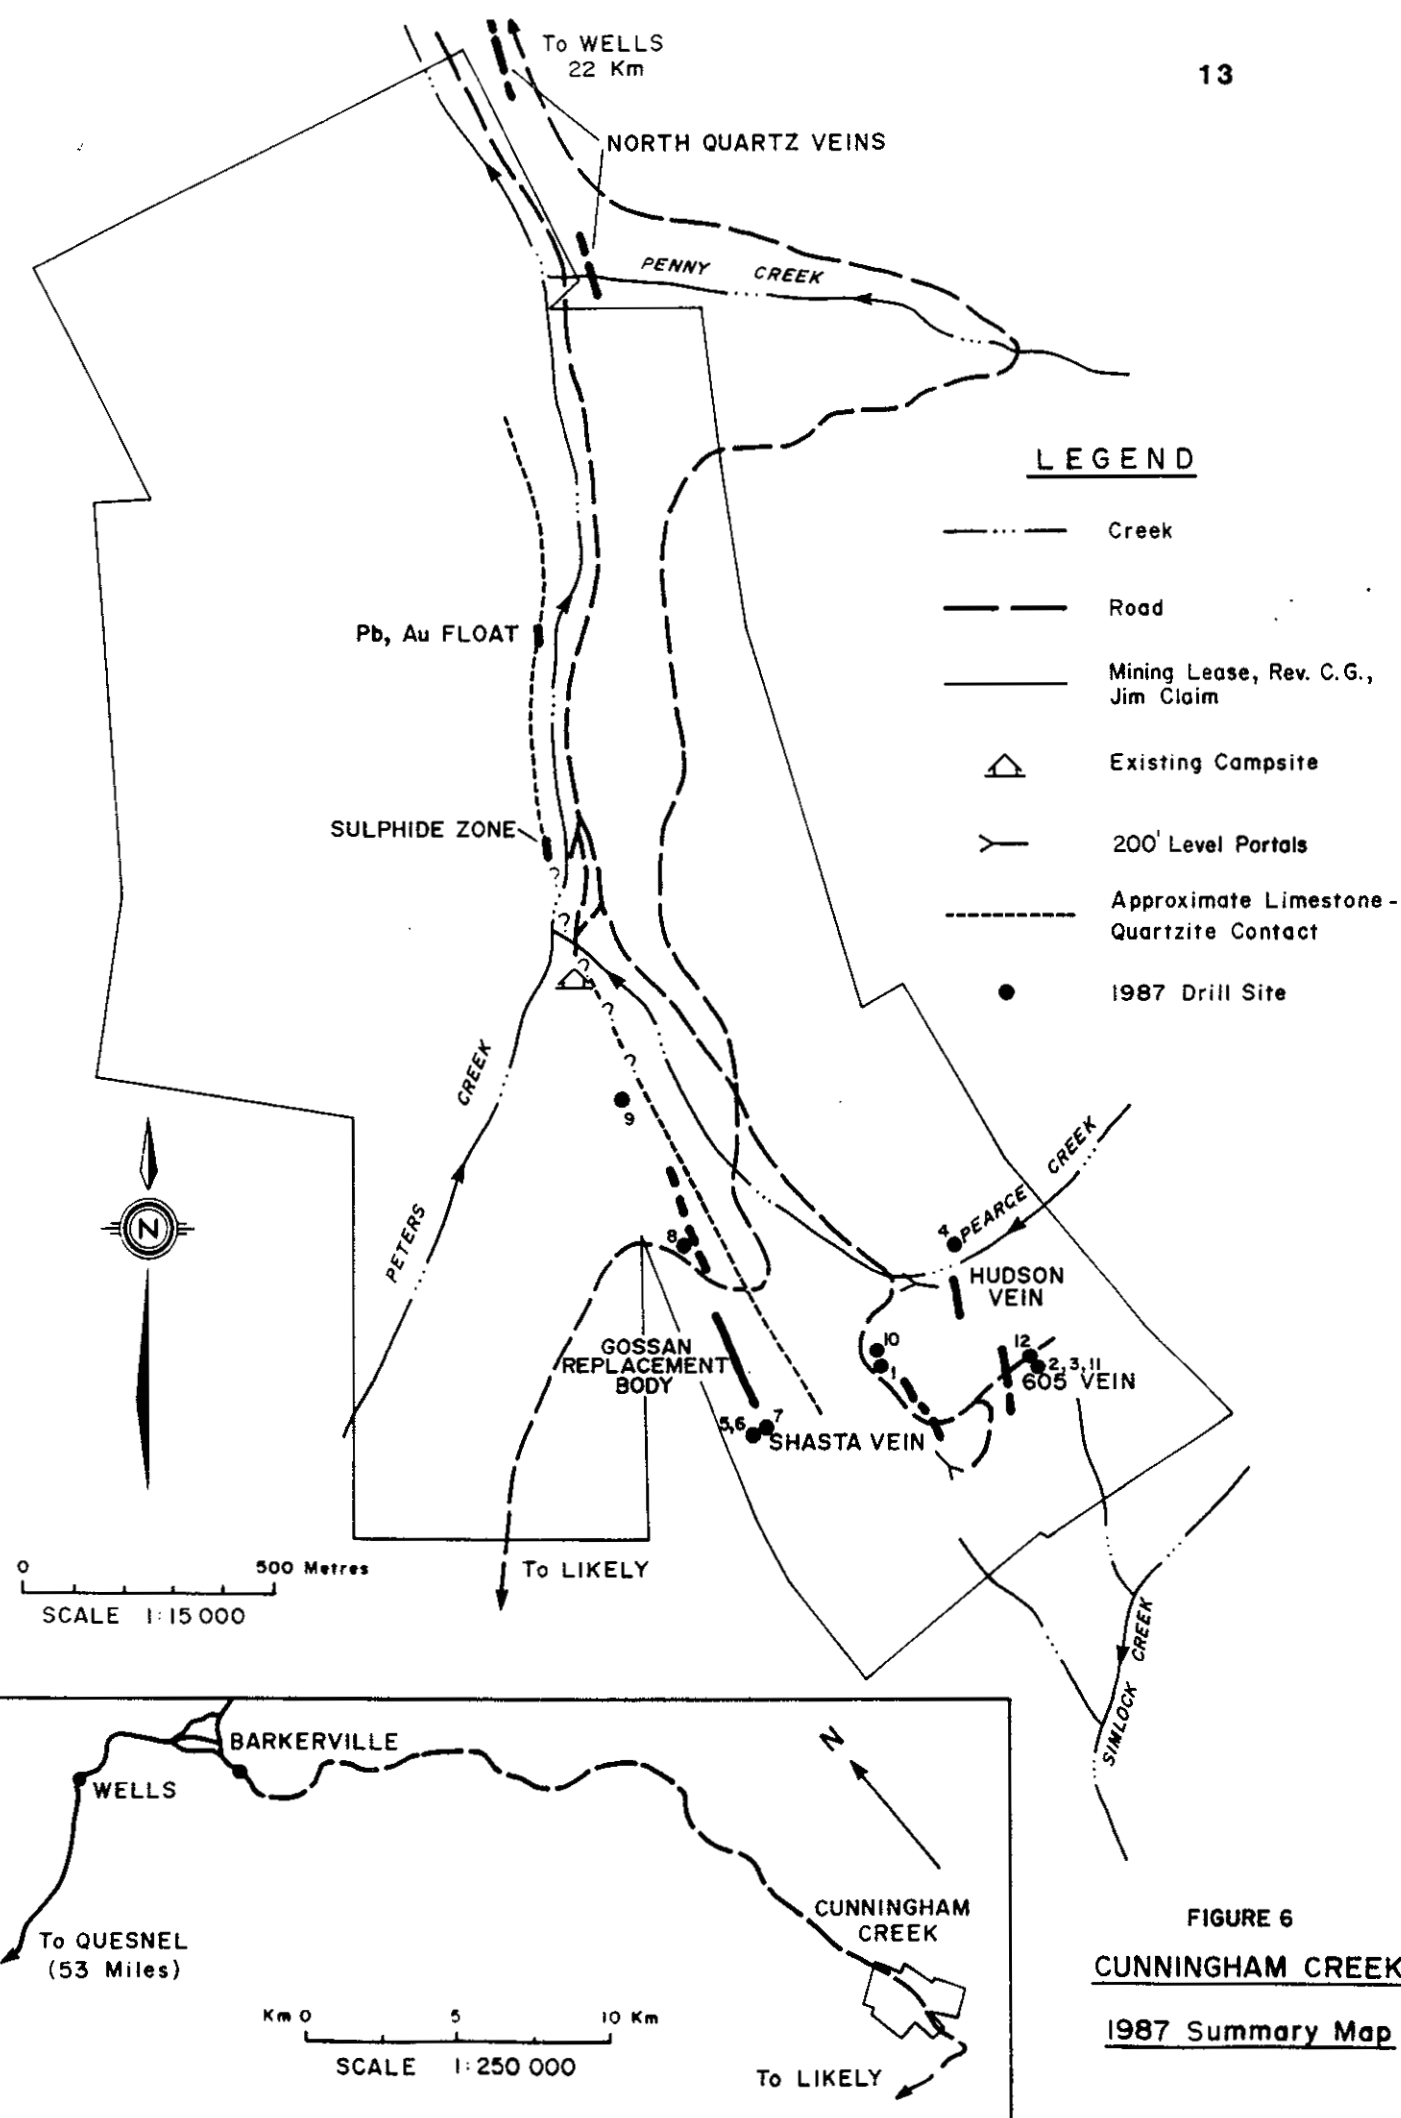 13
To WELLS
22 Km
NORTH QUARTZ VEINS
PENNY CREEK
LEGEND
Creek
Road
Pb, Au FLOAT
Mining Lease, Rev. C.G.,
Jim Claim
Existing Campsite
SULPHIDE ZONE
200' Level Portals
?
Approximate Limestone -
Quartzite Contact
?
?
1987 Drill Site
?
?
PETERS CREEK
9
PEARCE CREEK
N
4
8
HUDSON
VEIN
10
1
12
2,3,11
605 VEIN
GOSSAN
REPLACEMENT
BODY
5,6
7
SHASTA VEIN
0 500 Metres
SCALE 1:15 000
To LIKELY
SIMLOCK CREEK
BARKERVILLE
N
WELLS
CUNNINGHAM
CREEK
To QUESNEL
(53 Miles)
Km 0 5 10 Km
SCALE 1:250 000
To LIKELY
FIGURE 6
CUNNINGHAM CREEK
1987 Summary Map